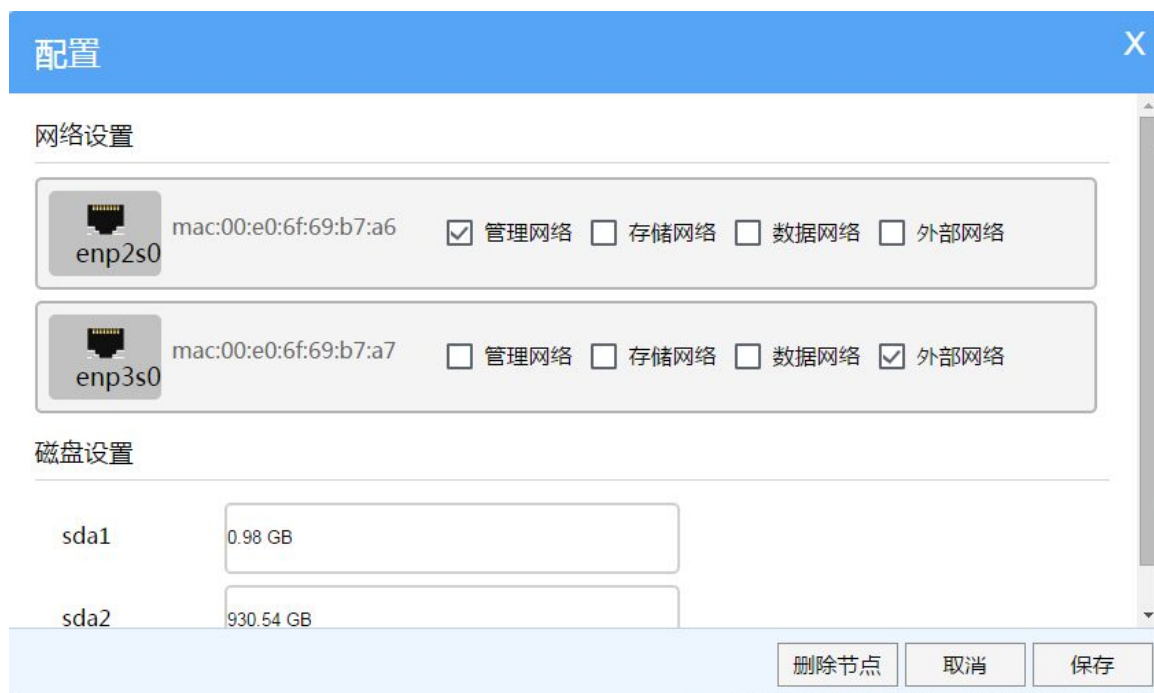 配置 X
网络设置
mac:00:e0:6f:69:b7:a6 管理网络 存储网络 数据网络 外部网络
enp2s0
mac:00:e0:6f:69:b7:a7 管理网络 存储网络 数据网络 外部网络
enp3s0
磁盘设置
sda1 0.98 GB
sda2 930.54 GB
删除节点 取消 保存